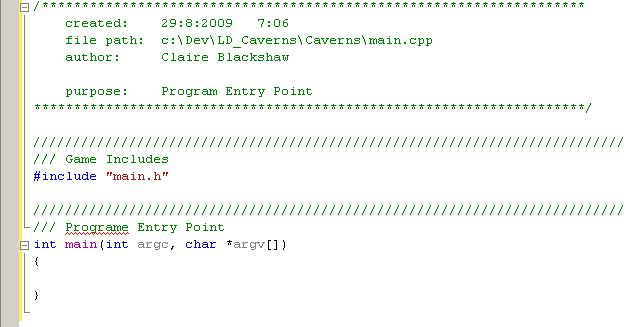 /********************************************************************
created: 29:8:2009 7:06
file path: c:\Dev\LD_Caverns\Caverns\main.cpp
author: Claire Blackshaw
purpose: Program Entry Point
*********************************************************************/
//////////////////////////////////////////////////////////////////////////
/// Game Includes
#include "main.h"
//////////////////////////////////////////////////////////////////////////
/// Programe Entry Point
int main(int argc, char *argv[])
{
}